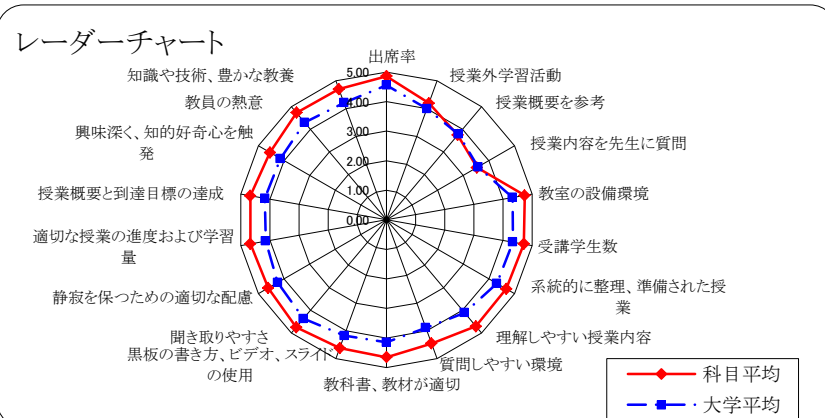 レーダーチャート
出席率
授業外学習活動
授業概要を参考
授業内容を先生に質問
教室の設備環境
受講学生数
系統的に整理、準備された授
業
理解しやすい授業内容
質問しやすい環境
教科書、教材が適切
黒板の書き方、ビデオ、スライド
の使用
聞き取りやすさ
静寂を保つための適切な配慮
適切な授業の進度および学習
量
授業概要と到達目標の達成
興味深く、知的好奇心を触
発
教員の熱意
知識や技術、豊かな教養
5.00
4.00
3.00
2.00
1.00
0.00
科目平均
大学平均